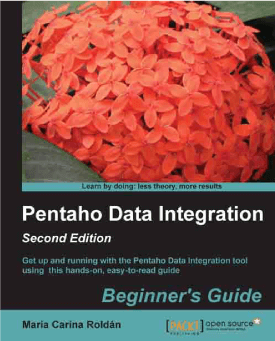 Learn by doing: less theory, more results
Pentaho Data Integration
Second Edition
Get up and running with the Pentaho Data Integration tool
using this hands-on, easy-to-read guide
Beginner's Guide
María Carina Roldán
[PACKT] open source*
PUBLISHING